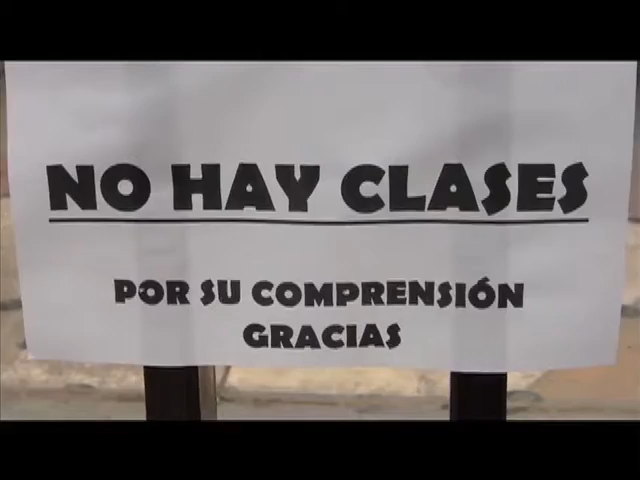 NO HAY CLASES
POR SU COMPRENSIÓN
GRACIAS